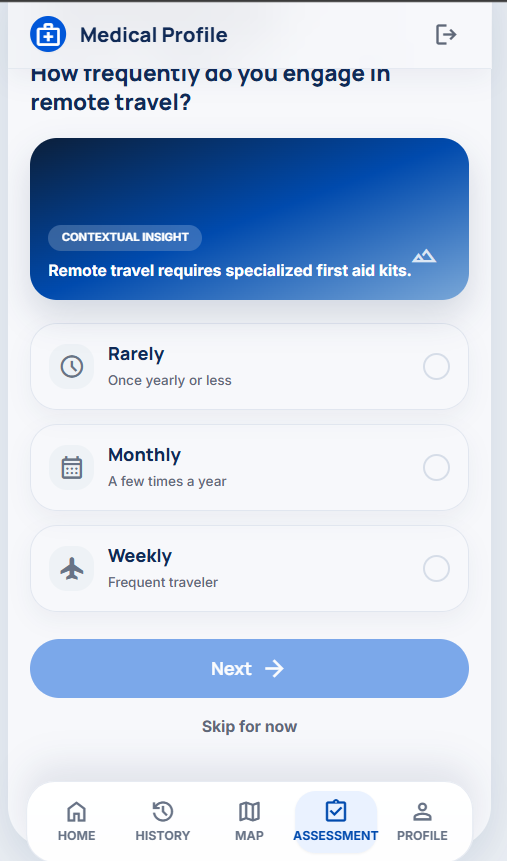 Medical Profile
How frequently do you engage in
remote travel?
CONTEXTUAL INSIGHT
Remote travel requires specialized first aid kits.
Rarely
Once yearly or less
Monthly
A few times a year
Weekly
Frequent traveler
Next
Skip for now
HOME HISTORY MAP ASSESSMENT PROFILE